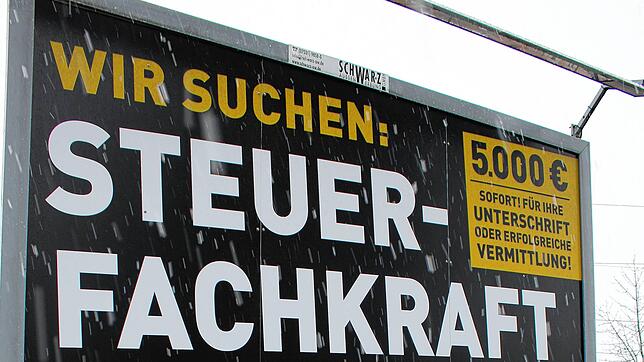 SCHWARZ
WIR SUCHEN:
STEUER-
FACHKRAFT
5.000 €
SOFORT! FÜR IHRE
UNTERSCHRIFT
ODER ERFOLGREICHE
VERMITTLUNG!